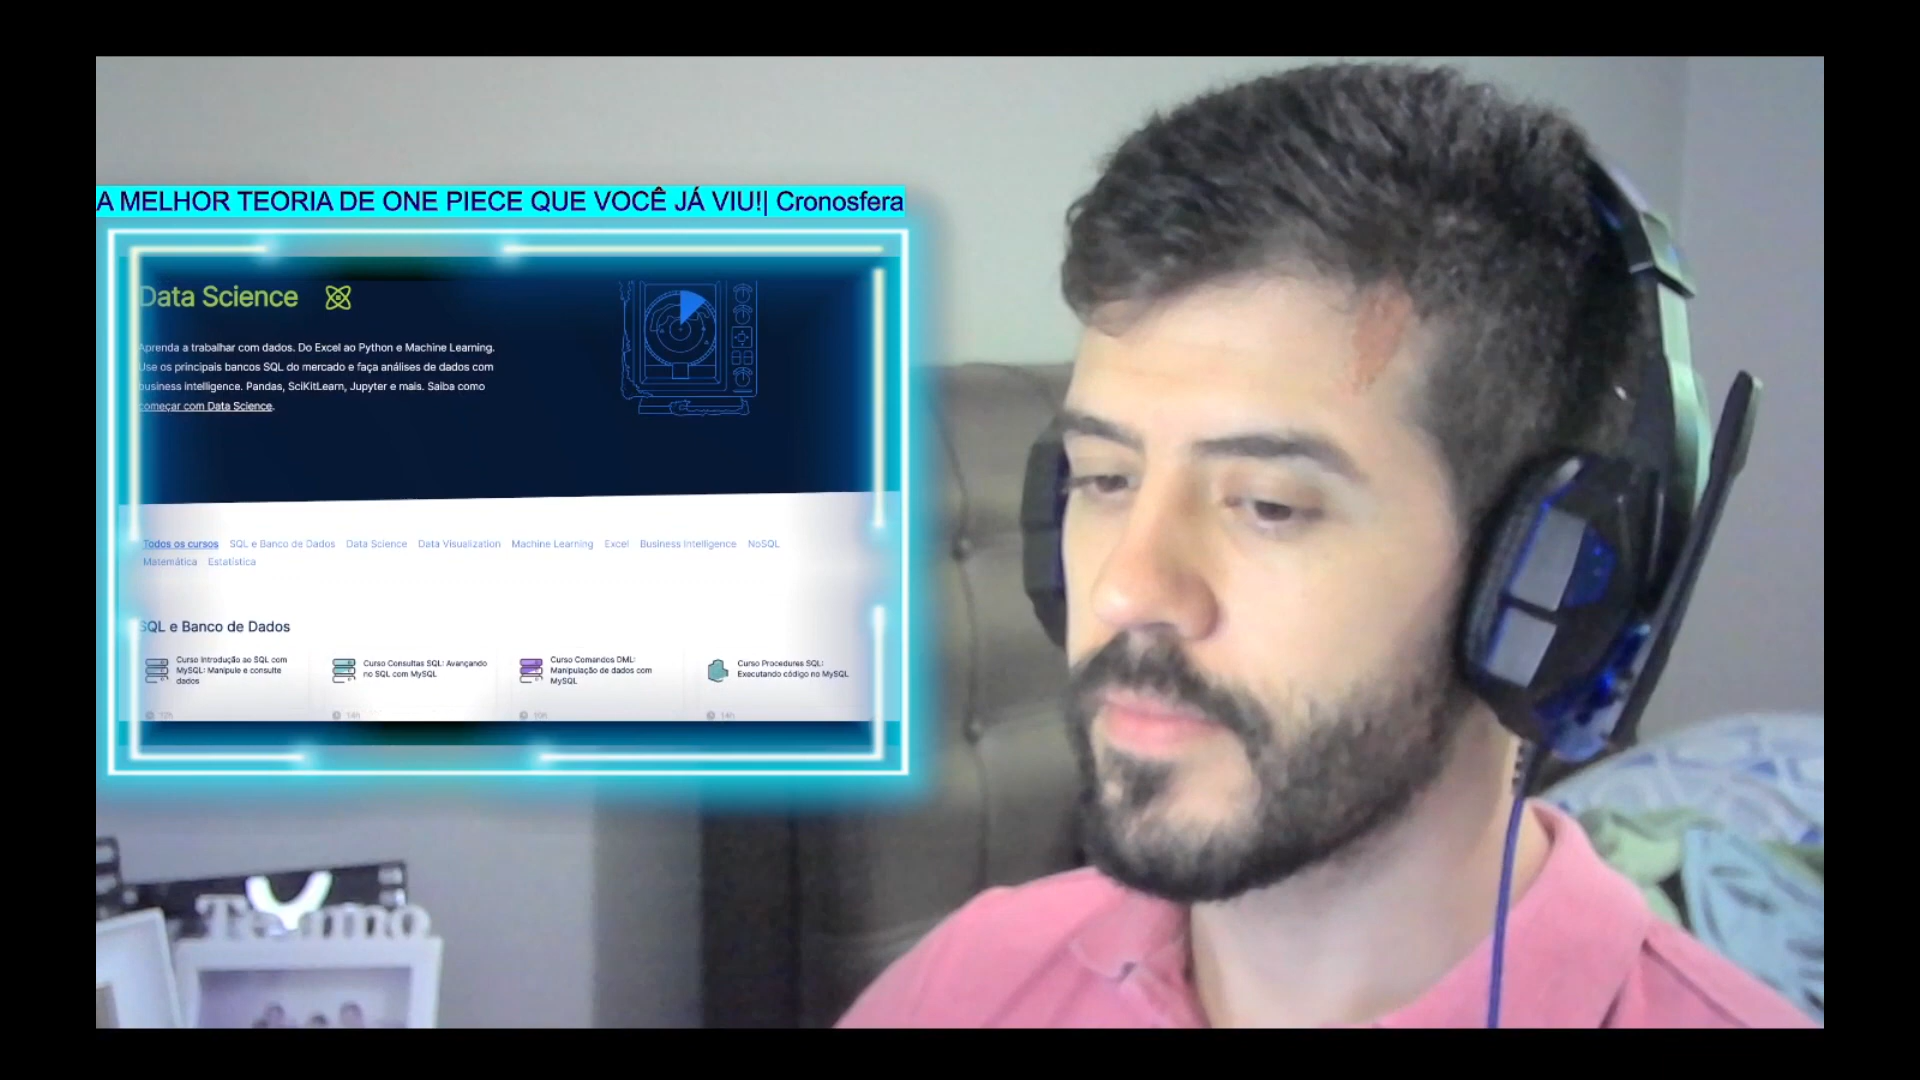 A MELHOR TEORIA DE ONE PIECE QUE VOCÊ JÁ VIU!| Cronosfera
Data Science
Aprenda a trabalhar com dados. Do Excel ao Python e Machine Learning.
Use os principais bancos SQL do mercado e faça análises de dados com
business intelligence. Pandas, SciKitLearn, Jupyter e mais. Saiba como
começar com Data Science.
Todos os cursos SQL e Banco de Dados Data Science Data Visualization Machine Learning Excel Business Intelligence NoSQL
Matemática Estatística
SQL e Banco de Dados
Curso Introdução ao SQL com
MySQL: Manipule e consulte
dados
Curso Consultas SQL: Avançando
no SQL com MySQL
Curso Comandos DML:
Manipulação de dados com
MySQL
Curso Procedures SQL:
Executando código no MySQL
14h
14h